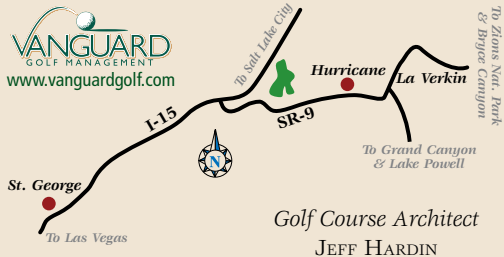 VANGUARD
GOLF MANAGEMENT
www.vanguardgolf.com
To Salt Lake City
Hurricane
La Verkin
To Zions Nat. Park
& Bryce Canyon
I-15
SR-9
N
To Grand Canyon
& Lake Powell
St. George
To Las Vegas
Golf Course Architect
JEFF HARDIN